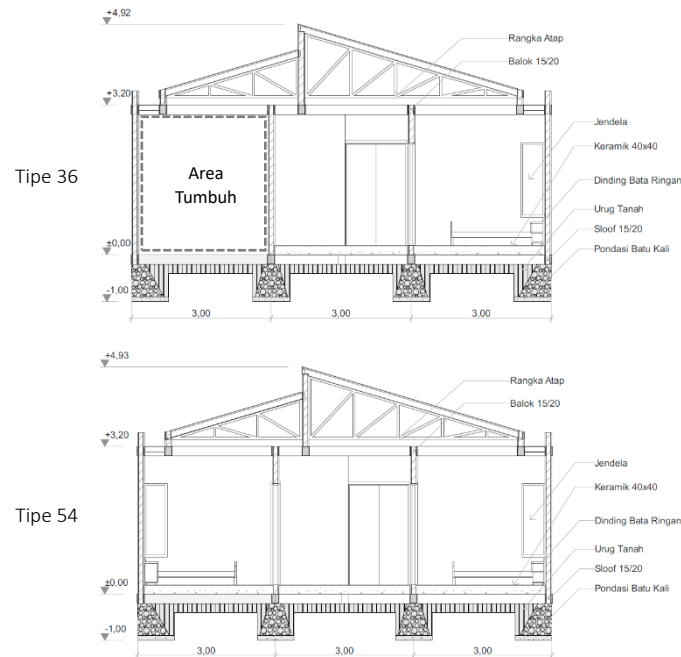 +4,92
Rangka Atap
Balok 15/20
+3,20
Jendela
Keramik 40x40
Tipe 36
Area
Tumbuh
Dinding Bata Ringan
Urug Tanah
±0,00
Sloof 15/20
Pondasi Batu Kali
-1,00
3,00
3,00
3,00
+4,93
Rangka Atap
Balok 15/20
+3,20
Jendela
Keramik 40x40
Tipe 54
Dinding Bata Ringan
Urug Tanah
±0,00
Sloof 15/20
Pondasi Batu Kali
-1,00
3,00
3,00
3,00